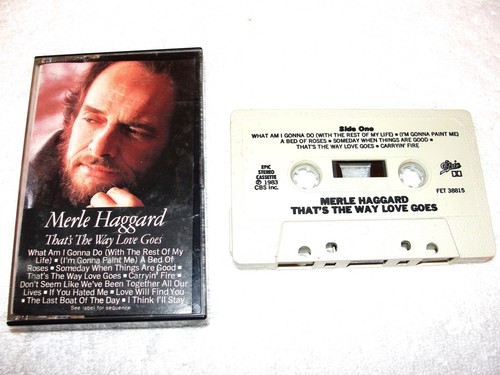 Merle Haggard
That's The Way Love Goes
What Am I Gonna Do (With The Rest Of My
Life) ▪ (I'm Gonna Paint Me) A Bed Of
Roses ▪ Someday When Things Are Good ▪
That's The Way Love Goes ▪ Carryin' Fire ▪
Don't Seem Like We've Been Together All Our
Lives ▪ If You Hated Me ▪ Love Will Find You
▪ The Last Boat Of The Day ▪ I Think I'll Stay
See label for sequence
Side One
WHAT AM I GONNA DO (WITH THE REST OF MY LIFE) ▪ (I'M GONNA PAINT ME)
A BED OF ROSES ▪ SOMEDAY WHEN THINGS ARE GOOD ▪
THAT'S THE WAY LOVE GOES ▪ CARRYIN' FIRE
EPIC
STEREO
CASSETTE
℗ 1983
CBS Inc.
Epic
FET 38815
MERLE HAGGARD
THAT'S THE WAY LOVE GOES